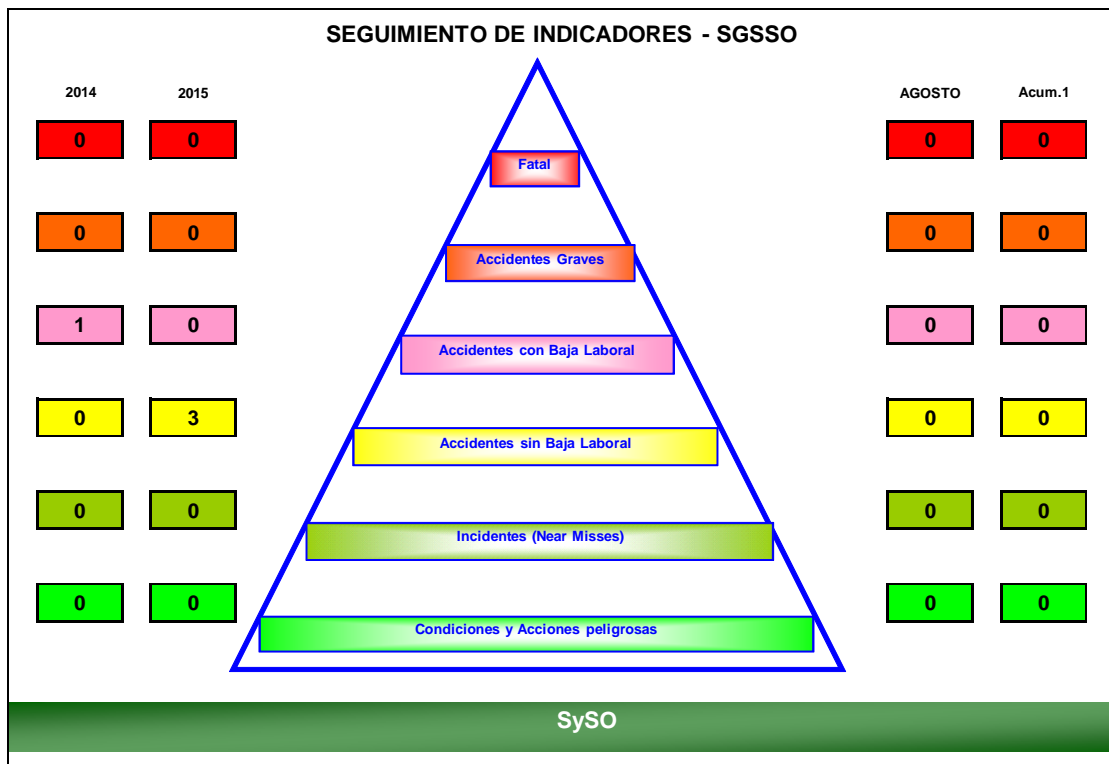 SEGUIMIENTO DE INDICADORES - SGSSO
2014 2015 AGOSTO Acum.1
0 0 0 0
Fatal
0 0 0 0
Accidentes Graves
1 0 0 0
Accidentes con Baja Laboral
0 3 0 0
Accidentes sin Baja Laboral
0 0 0 0
Incidentes (Near Misses)
0 0 0 0
Condiciones y Acciones peligrosas
SySO